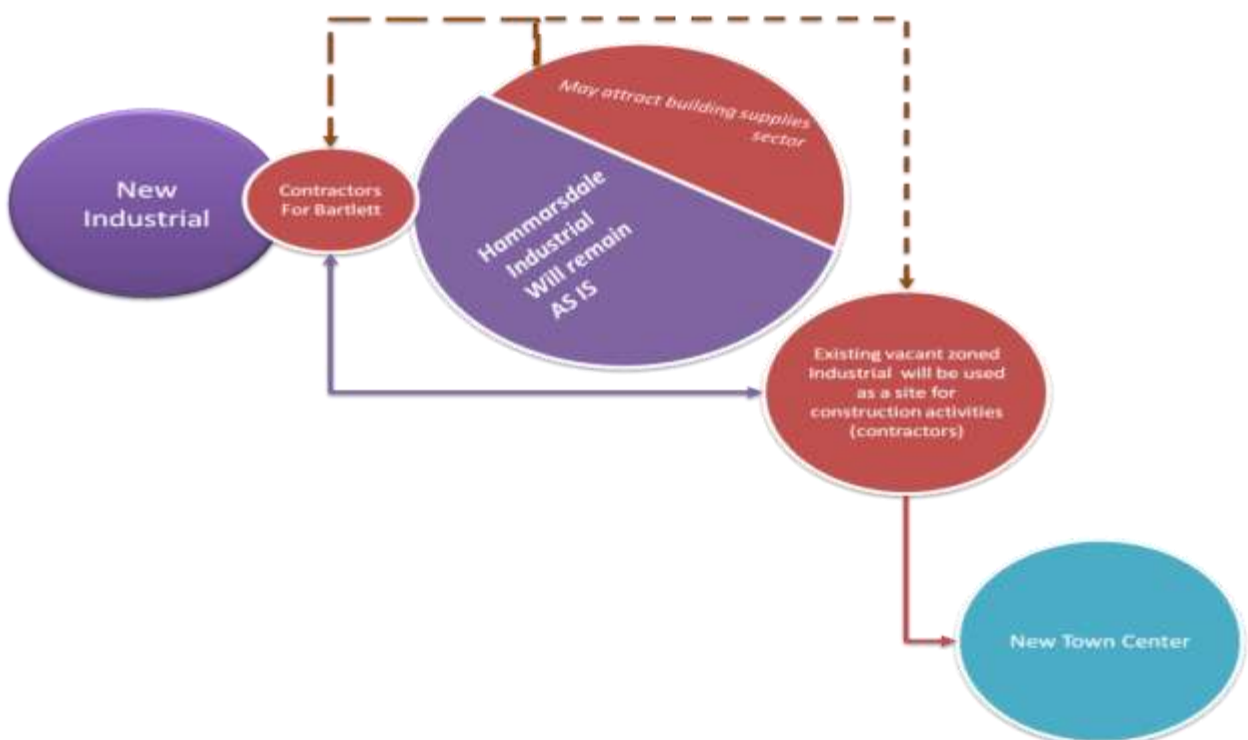 May attract building supplies
sector
New
Industrial
Contractors
For Bartlett
Hammarsdale
Industrial
Will remain
AS IS
Existing vacant zoned
Industrial will be used
as a site for
construction activities
(contractors)
New Town Center